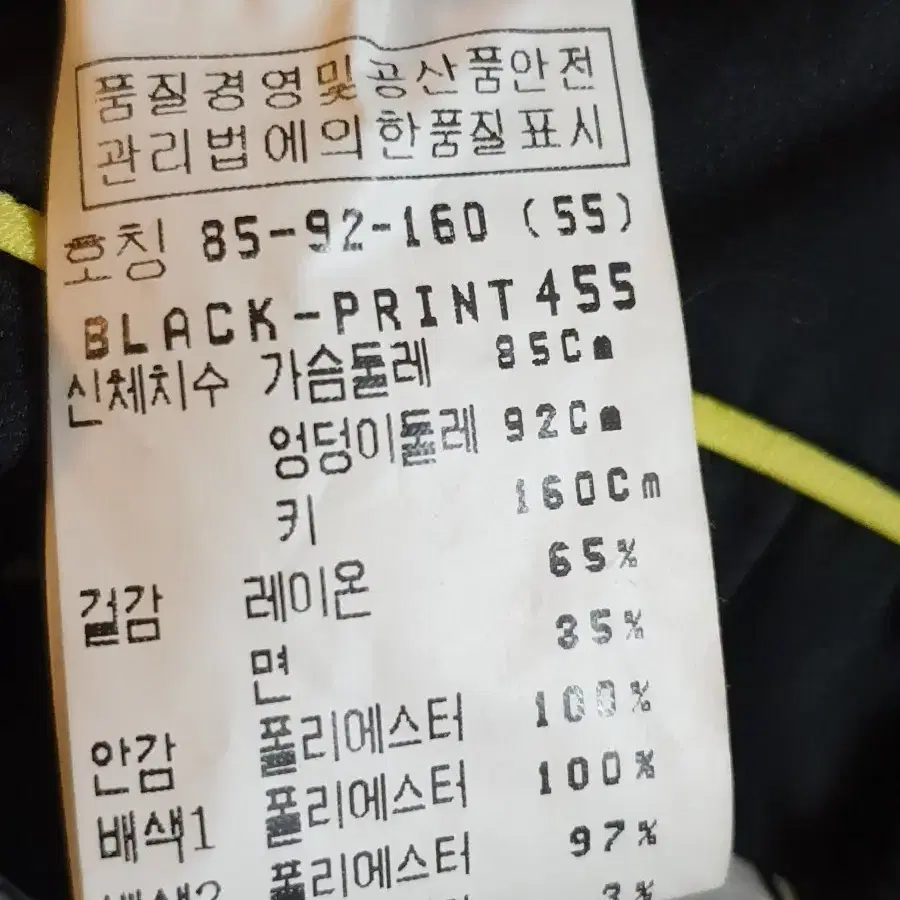 품질경영및공산품안전
관리법에의한품질표시
호칭 85-92-160 (55)
BLACK-PRINT455
신체치수 가슴둘레 85Cm
엉덩이둘레 92Cm
키 160Cm
겉감 레이온 65%
면 35%
안감 폴리에스터 100%
배색1 폴리에스터 100%
배색2 폴리에스터 97%
3%